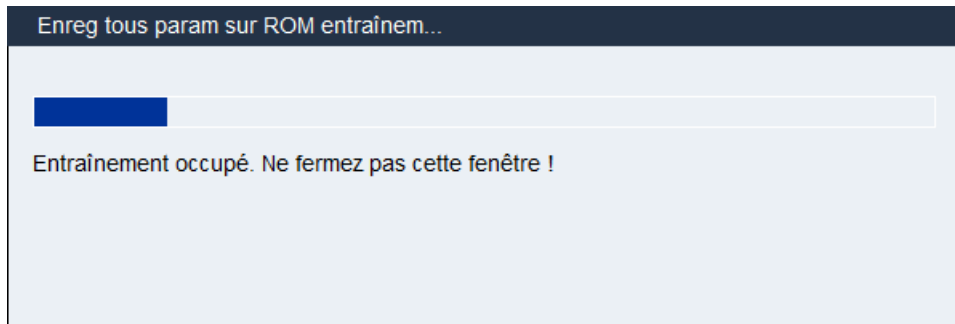 Enreg tous param sur ROM entraînem...
Entraînement occupé. Ne fermez pas cette fenêtre !